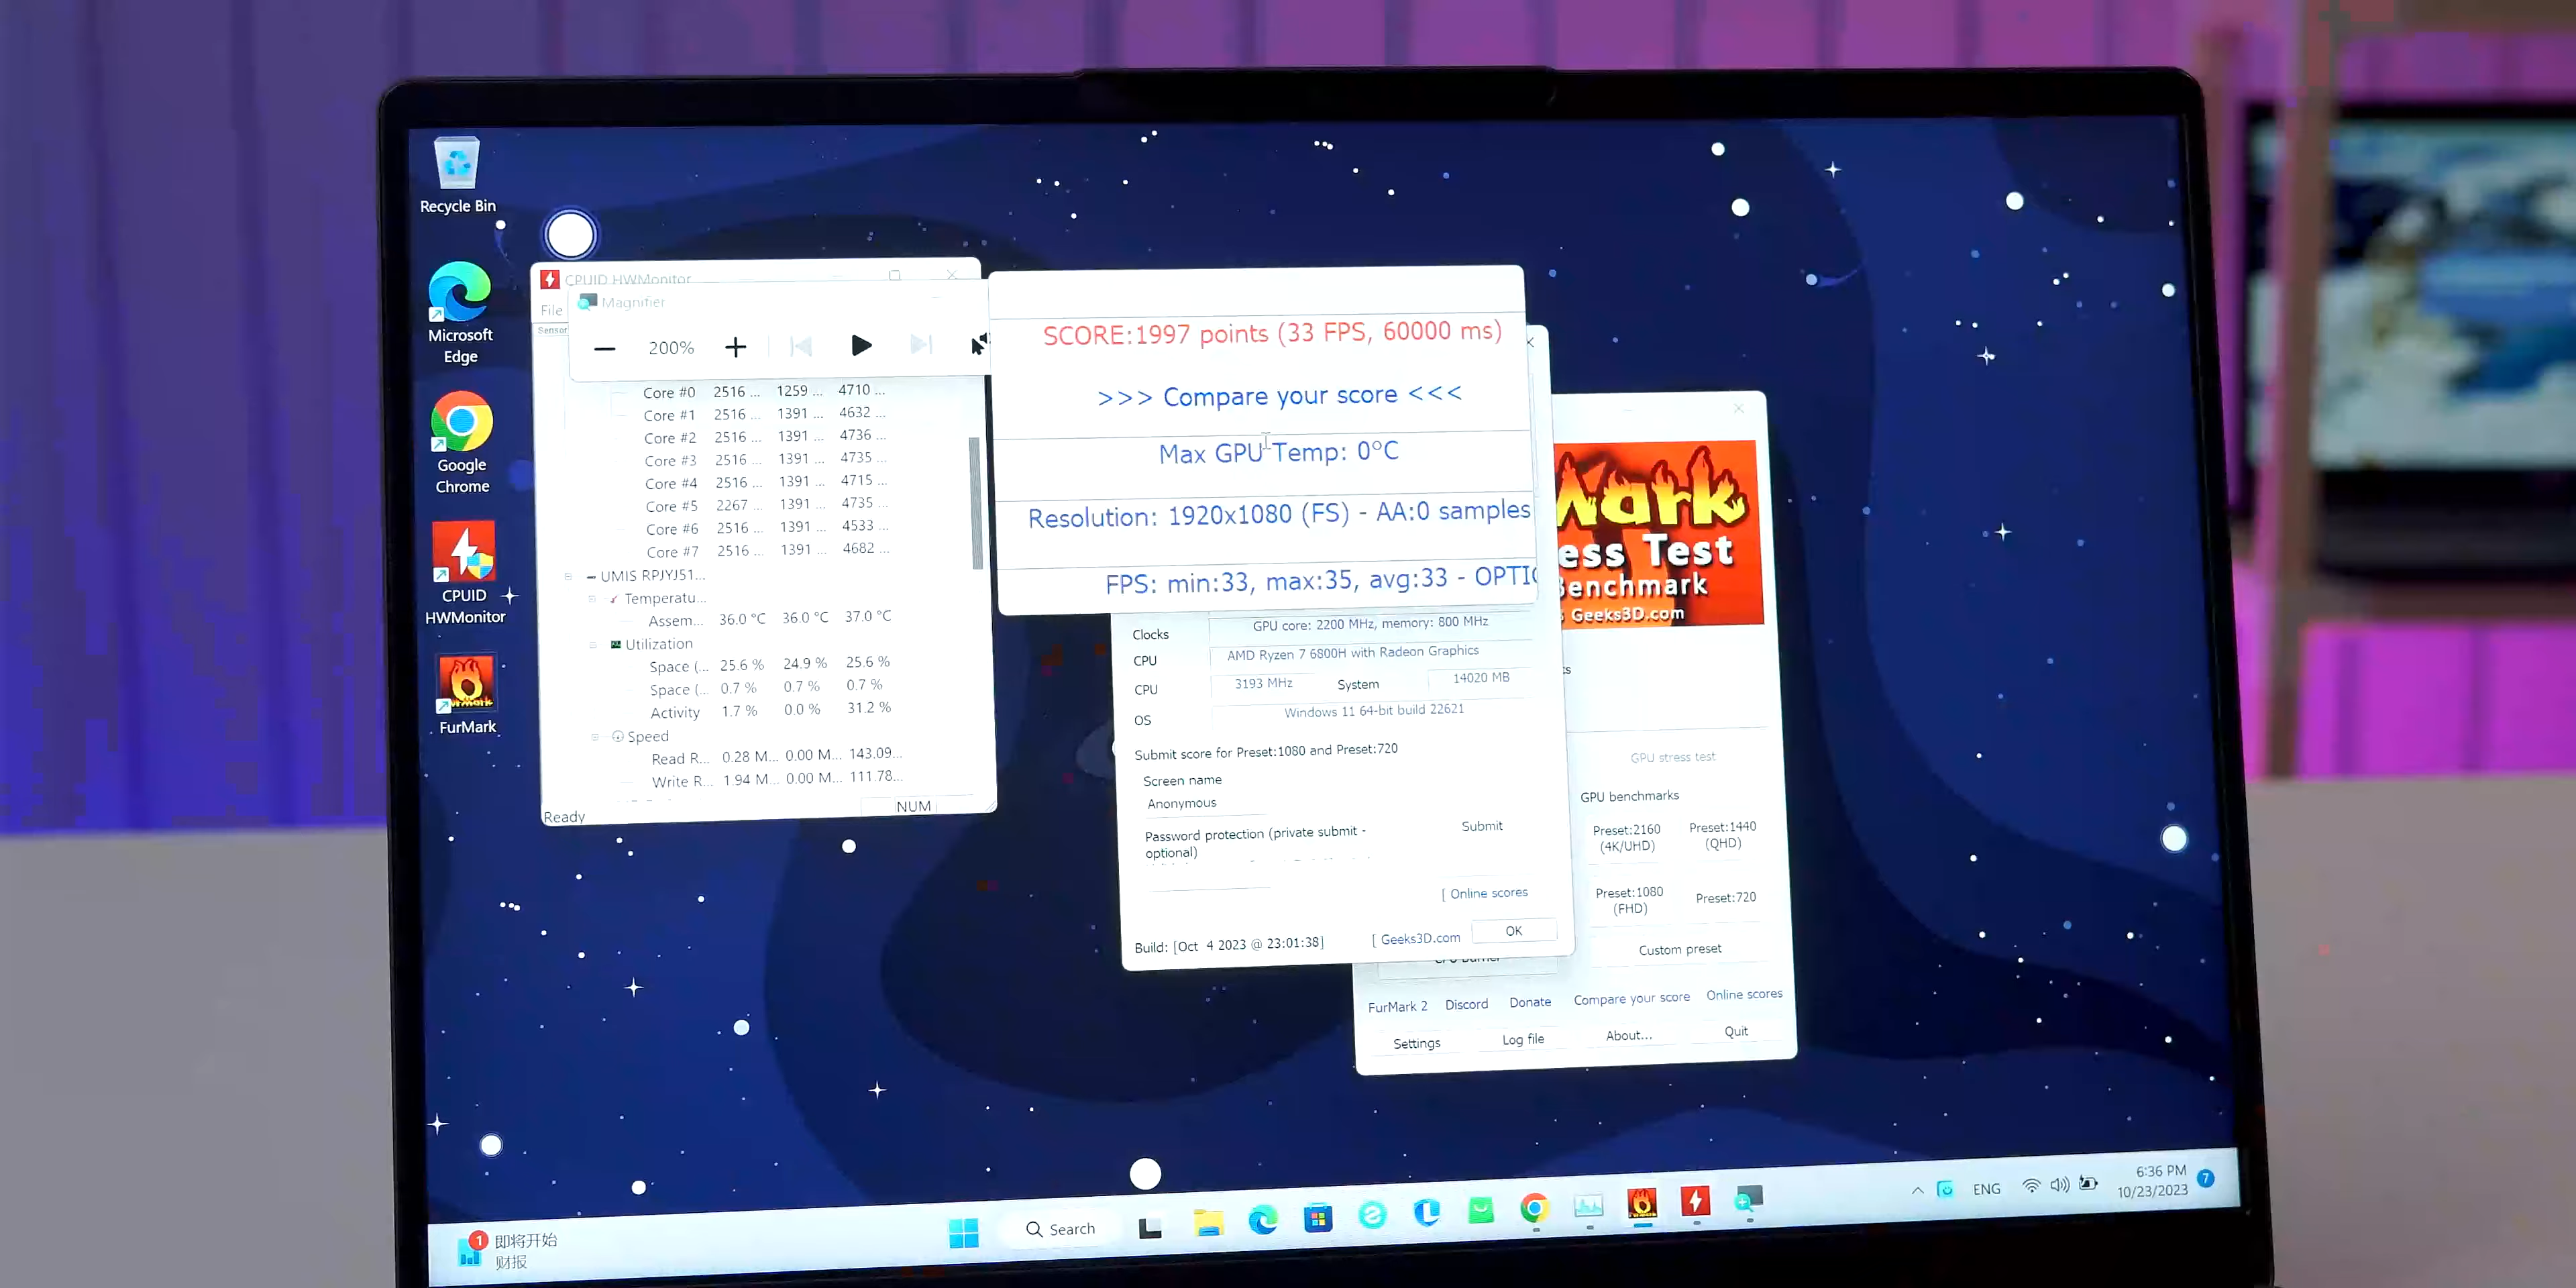 Recycle Bin
Microsoft
Edge
Google
Chrome
CPUID
HWMonitor
FurMark
CPUID HWMonitor
File
Sensor
Magnifier
200%
Core #0 2516 ... 1259 ... 4710 ...
Core #1 2516 ... 1391 ... 4632 ...
Core #2 2516 ... 1391 ... 4736 ...
Core #3 2516 ... 1391 ... 4735 ...
Core #4 2516 ... 1391 ... 4715 ...
Core #5 2267 ... 1391 ... 4735 ...
Core #6 2516 ... 1391 ... 4533 ...
Core #7 2516 ... 1391 ... 4682 ...
UMIS RPJYJ51...
Temperatu...
Assem... 36.0 °C 36.0 °C 37.0 °C
Utilization
Space (... 25.6 % 24.9 % 25.6 %
Space (... 0.7 % 0.7 % 0.7 %
Activity 1.7 % 0.0 % 31.2 %
Speed
Read R... 0.28 M... 0.00 M... 143.09...
Write R... 1.94 M... 0.00 M... 111.78...
Ready NUM
SCORE:1997 points (33 FPS, 60000 ms)
>>> Compare your score <<<
Max GPU Temp: 0°C
Resolution: 1920x1080 (FS) - AA:0 samples
FPS: min:33, max:35, avg:33 - OPTIO
Clocks GPU core: 2200 MHz, memory: 800 MHz
CPU AMD Ryzen 7 6800H with Radeon Graphics
CPU 3193 MHz System 14020 MB
OS Windows 11 64-bit build 22621
Submit score for Preset:1080 and Preset:720
Screen name
Anonymous
Password protection (private submit -
optional)
Submit
[ Online scores
Build: [Oct 4 2023 @ 23:01:38] [ Geeks3D.com OK
Mark
ess Test
Benchmark
Geeks3D.com
GPU stress test
GPU benchmarks
Preset:2160
(4K/UHD)
Preset:1440
(QHD)
Preset:1080
(FHD)
Preset:720
Custom preset
CPU burner
FurMark 2 Discord Donate Compare your score Online scores
Settings Log file About... Quit
1 即将开始
财报
Search
ENG
6:36 PM
10/23/2023
7